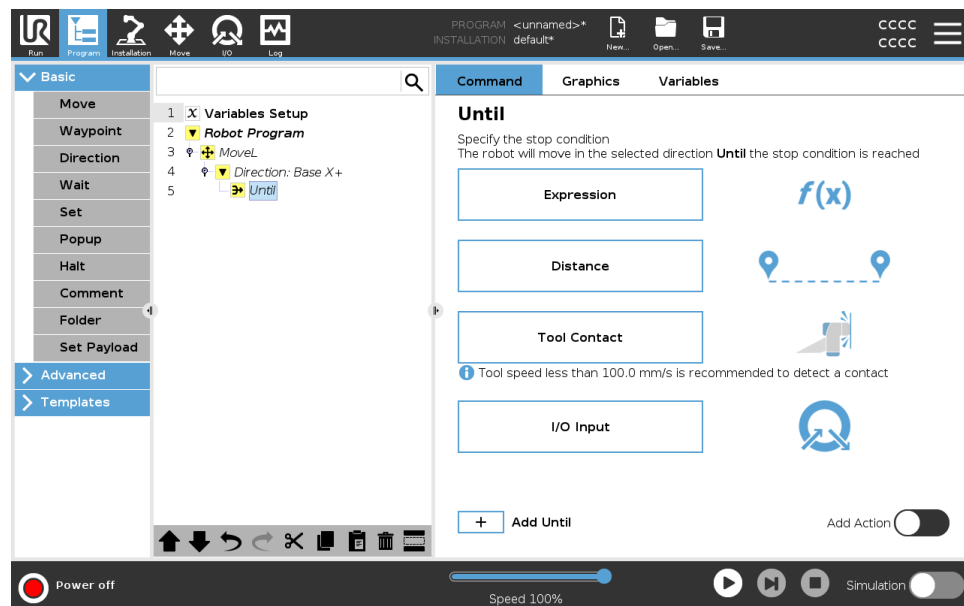 PROGRAM <unnamed>*
INSTALLATION default*
CCCC
CCCC
Run
Program
Installation
Move
I/O
Log
New...
Open...
Save...
Basic
Move
Waypoint
Direction
Wait
Set
Popup
Halt
Comment
Folder
Set Payload
Advanced
Templates
1 X Variables Setup
2 Robot Program
3 MoveL
4 Direction: Base X+
5 Until
Command Graphics Variables
Until
Specify the stop condition
The robot will move in the selected direction Until the stop condition is reached
Expression
f(x)
Distance
Tool Contact
Tool speed less than 100.0 mm/s is recommended to detect a contact
I/O Input
+ Add Until
Add Action
Power off
Speed 100%
Simulation